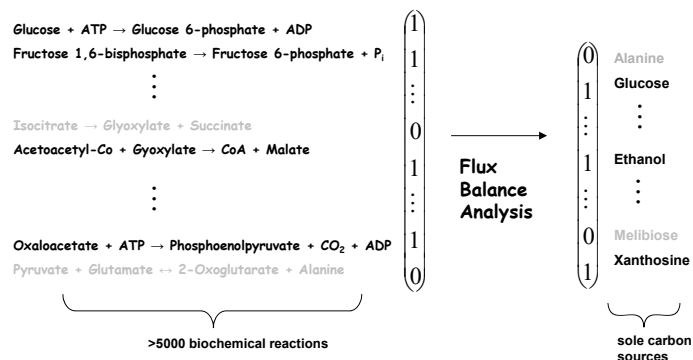 Glucose + ATP → Glucose 6-phosphate + ADP
Fructose 1,6-bisphosphate → Fructose 6-phosphate + Pi
⋮
Isocitrate → Glyoxylate + Succinate
Acetoacetyl-Co + Gyoxylate → CoA + Malate
⋮
Oxaloacetate + ATP → Phosphoenolpyruvate + CO2 + ADP
Pyruvate + Glutamate ↔ 2-Oxoglutarate + Alanine
>5000 biochemical reactions
1
1
⋮
0
1
⋮
1
0
Flux
Balance
Analysis
0
1
⋮
1
⋮
0
1
Alanine
Glucose
⋮
Ethanol
⋮
Melibiose
Xanthosine
sole carbon
sources